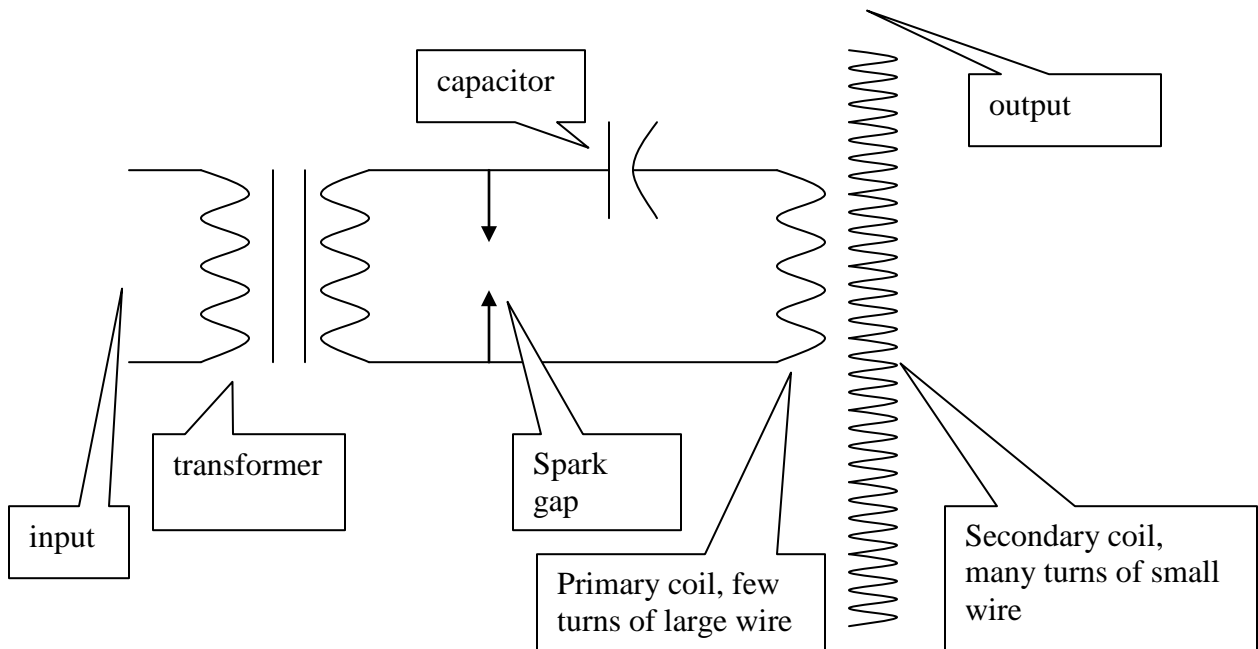 capacitor
output
transformer
Spark
gap
input
Primary coil, few
turns of large wire
Secondary coil,
many turns of small
wire